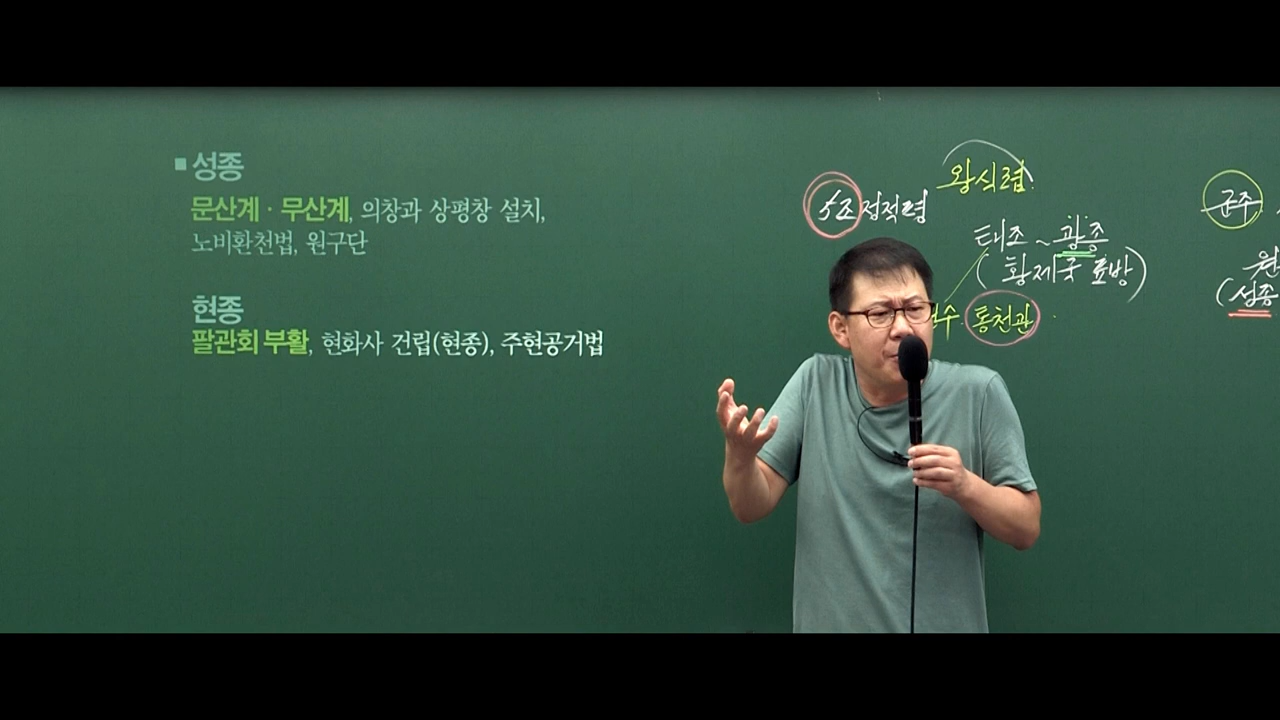 ■ 성종
문산계 · 무산계, 의창과 상평창 설치,
노비환천법, 원구단
현종
팔관회 부활, 현화사 건립(현종), 주현공거법
왕식렴
5조 정적령
태조 ~ 광종
(황제국 표방)
수 통천관
군주
원
(성종